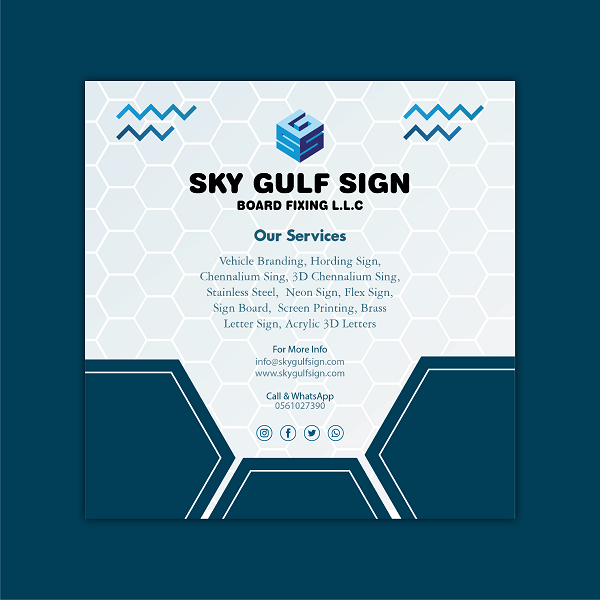 SKY GULF SIGN
BOARD FIXING L.L.C
Our Services
Vehicle Branding, Hording Sign,
Chennalium Sing, 3D Chennalium Sing,
Stainless Steel, Neon Sign, Flex Sign,
Sign Board, Screen Printing, Brass
Letter Sign, Acrylic 3D Letters
For More Info
info@skygulfsign.com
www.skygulfsign.com
Call & WhatsApp
0561027390